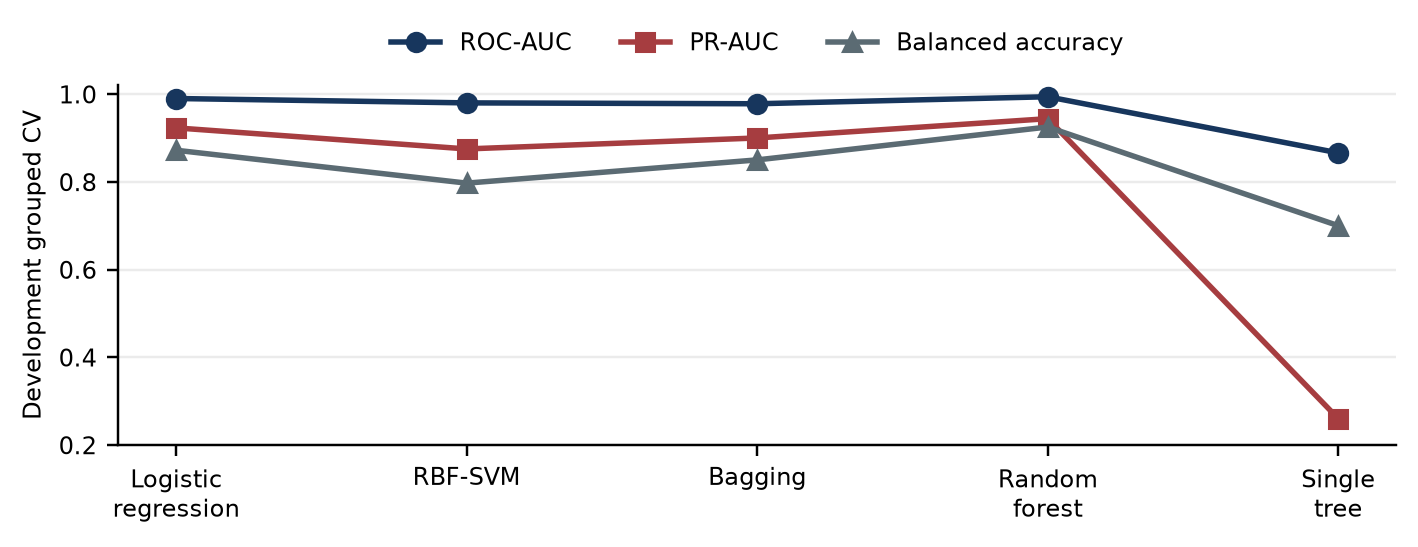 ROC-AUC PR-AUC Balanced accuracy
Development grouped CV
1.0
0.8
0.6
0.4
0.2
Logistic
regression
RBF-SVM
Bagging
Random
forest
Single
tree